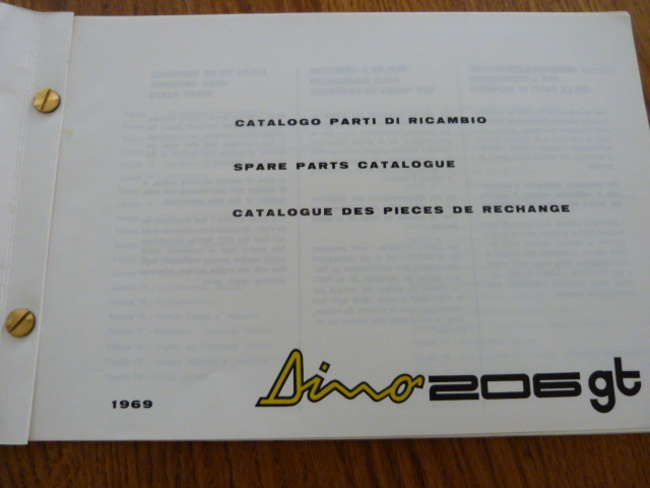 CATALOGO PARTI DI RICAMBIO
SPARE PARTS CATALOGUE
CATALOGUE DES PIECES DE RECHANGE
Dino 206 gt
1969